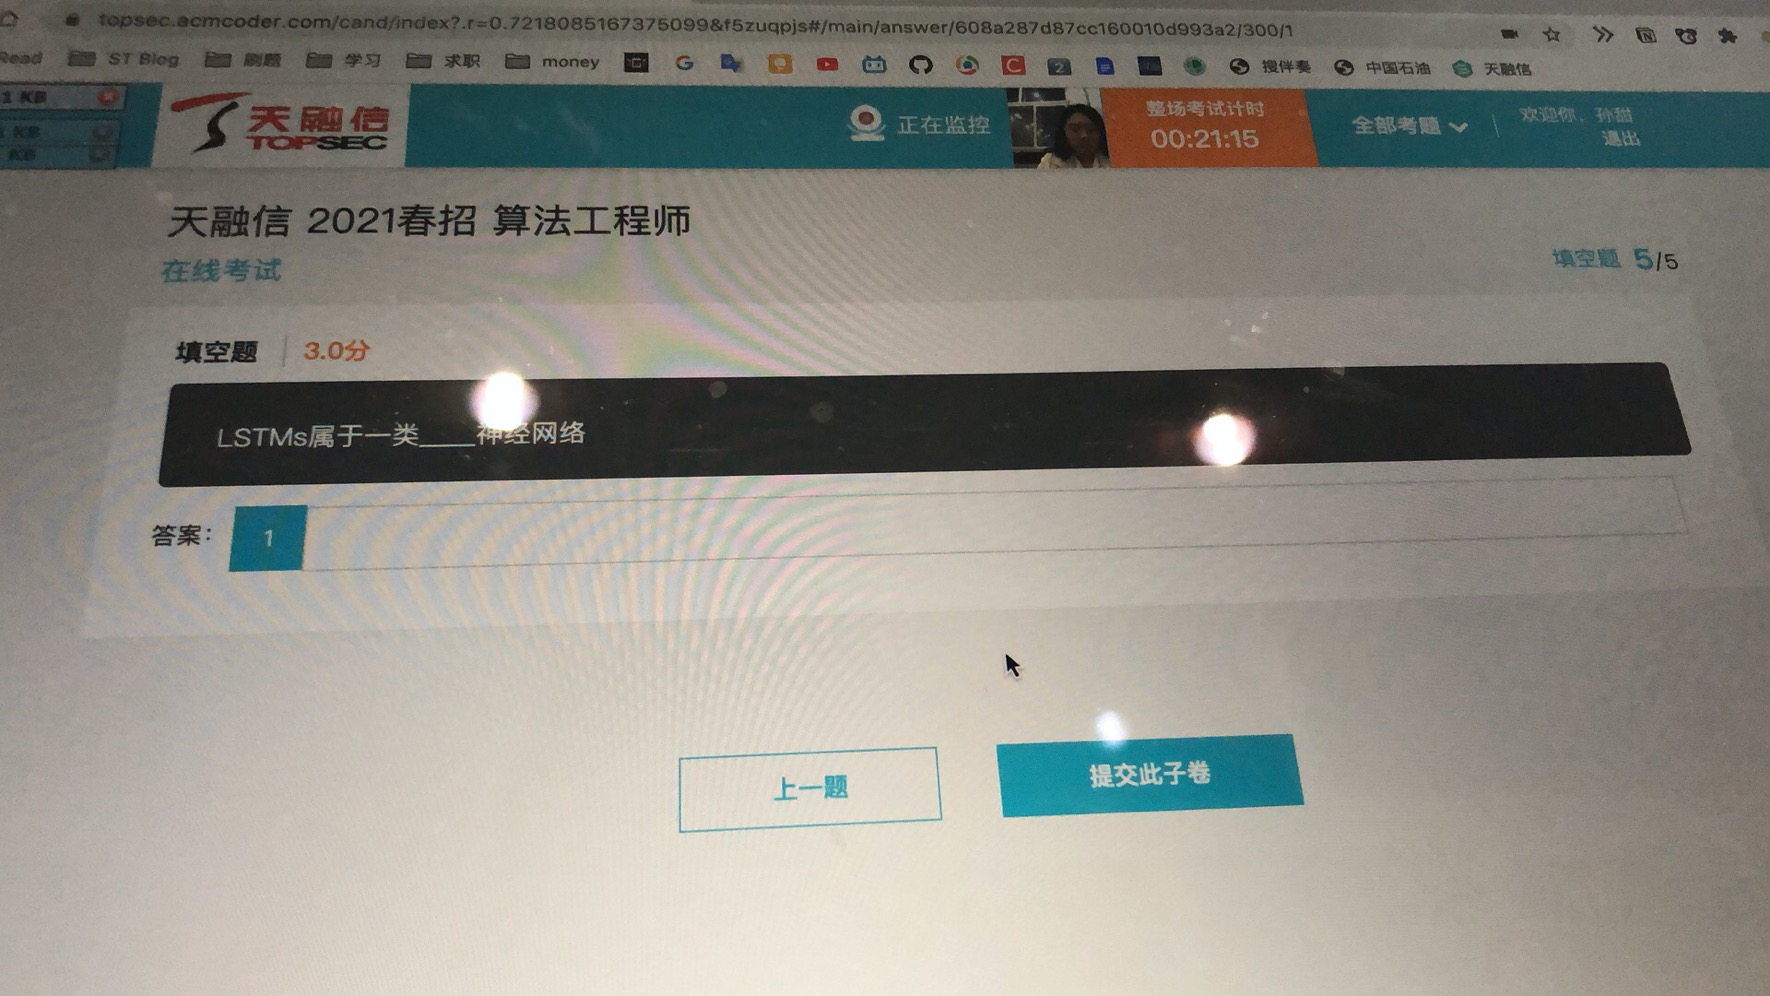 topsec.acmcoder.com/cand/index?.r=0.7218085167375099&f5zuqpjs#/main/answer/608a287d87cc160010d993a2/300/1
Read ST Blog 刷题 学习 求职 money 搜伴奏 中国石油 天融信
1 KB
KB
KB
天融信
TOPSEC
正在监控
整场考试计时
00:21:15
全部考题
欢迎你, 孙甜
退出
天融信 2021春招 算法工程师
在线考试
填空题 5/5
填空题 3.0分
LSTMs属于一类____神经网络
答案: 1
上一题
提交此子卷